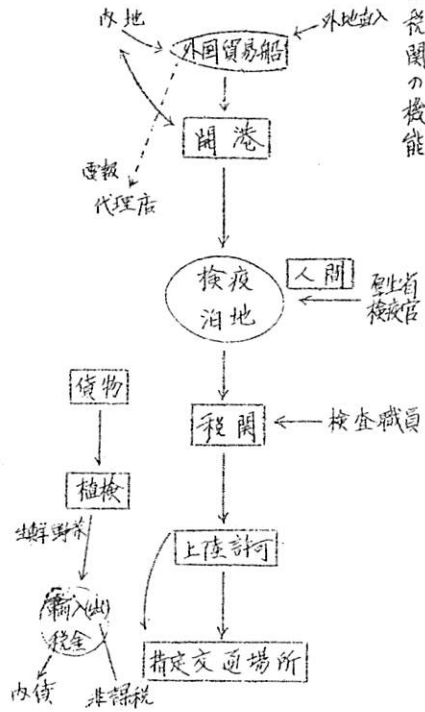 税関の機能
内地
外地直入
外国貿易船
開港
電報
代理店
検疫
泊地
人間
厚生省
検疫官
貨物
税関
検査職員
植検
生鮮野菜
上陸許可
輸入(出)
税金
指定交通場所
内債
非課税